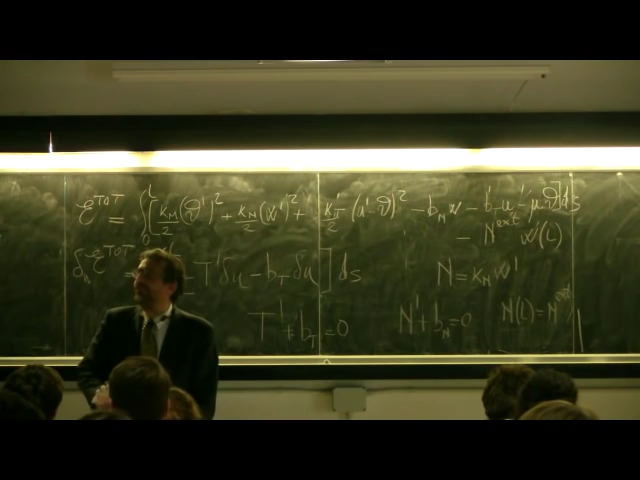 ℰ^TOT = ∫₀^L [ k_M/2 (ϑ')² + k_N/2 (w')² + k_T/2 (u'-ϑ)² - b_N w - b_T u - μ ϑ ] ds
- N^ext w(L)
δ_u ℰ^TOT = - T'δu - b_T δu ] ds
N = k_N w'
T' + b_T = 0
N' + b_N = 0
N(L) = N^ext